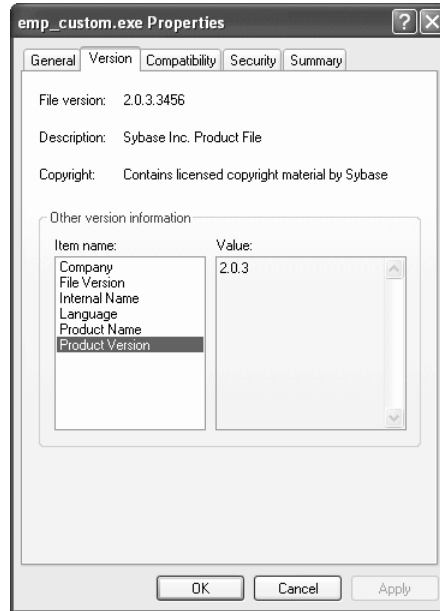 emp_custom.exe Properties
General Version Compatibility Security Summary
File version: 2.0.3.3456
Description: Sybase Inc. Product File
Copyright: Contains licensed copyright material by Sybase
Other version information
Item name: Value:
Company 2.0.3
File Version
Internal Name
Language
Product Name
Product Version
OK Cancel Apply